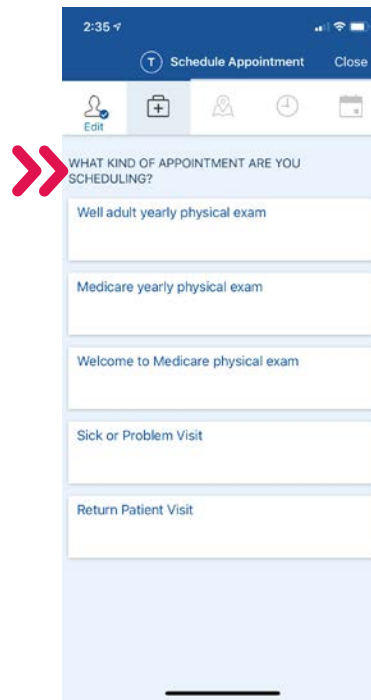 2:35
T Schedule Appointment Close
Edit
WHAT KIND OF APPOINTMENT ARE YOU
SCHEDULING?
Well adult yearly physical exam
Medicare yearly physical exam
Welcome to Medicare physical exam
Sick or Problem Visit
Return Patient Visit